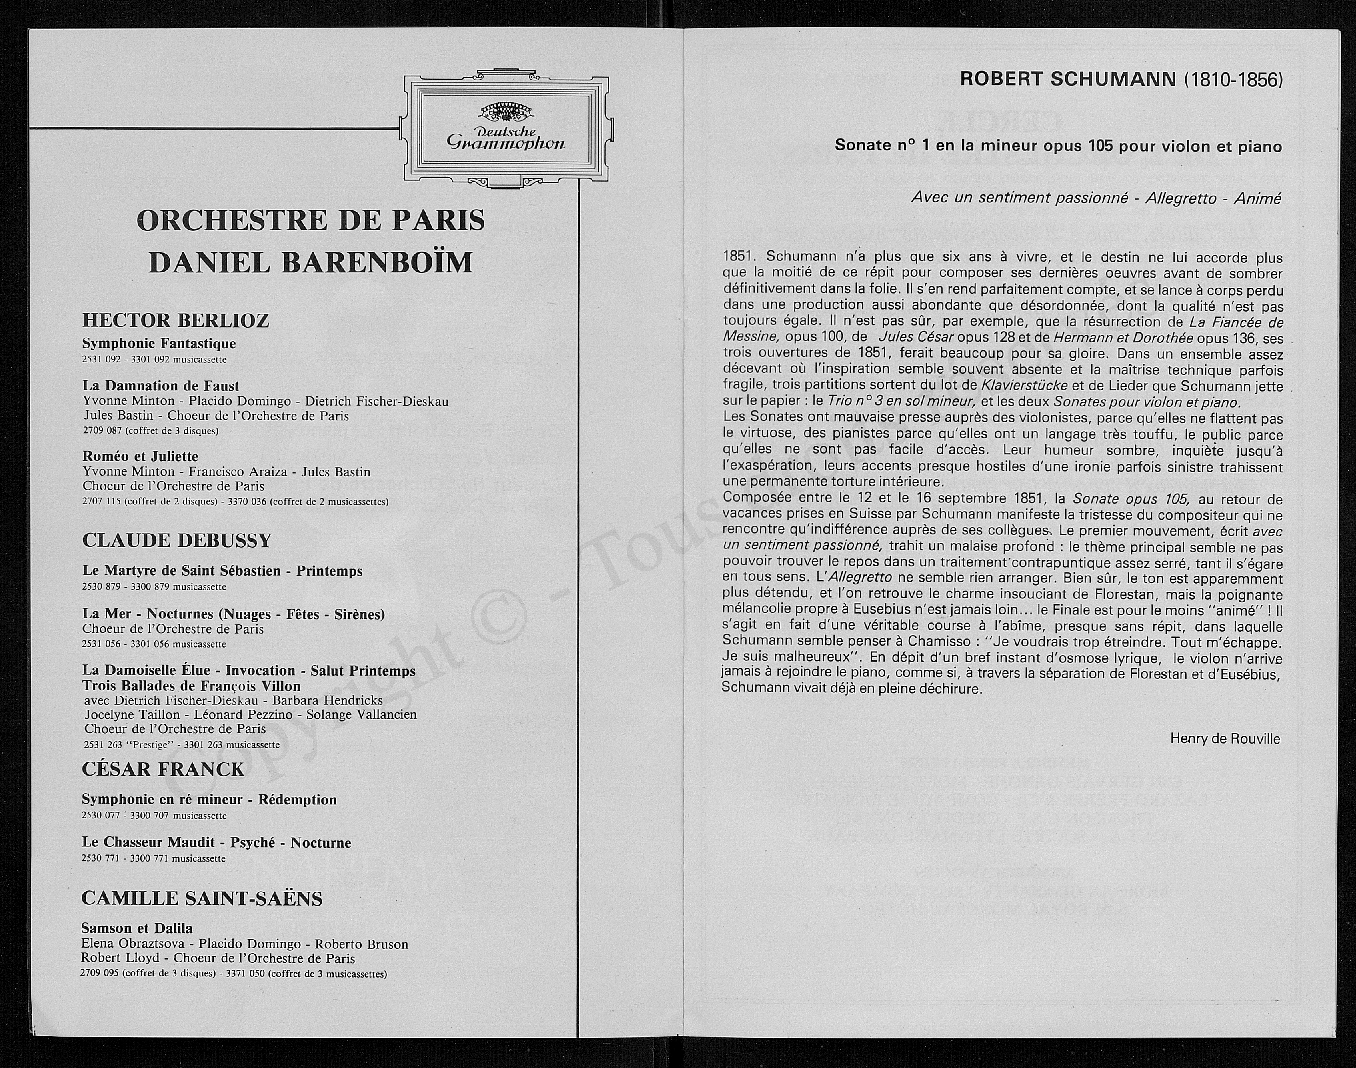 Deutsche
Grammophon
ORCHESTRE DE PARIS
DANIEL BARENBOÏM
HECTOR BERLIOZ
Symphonie Fantastique
2531 092 - 3301 092 musicassette
La Damnation de Faust
Yvonne Minton - Placido Domingo - Dietrich Fischer-Dieskau
Jules Bastin - Choeur de l'Orchestre de Paris
2709 087 (coffret de 3 disques)
Roméo et Juliette
Yvonne Minton - Francisco Araiza - Jules Bastin
Choeur de l'Orchestre de Paris
2707 115 (coffret de 2 disques) - 3370 036 (coffret de 2 musicassettes)
CLAUDE DEBUSSY
Le Martyre de Saint Sébastien - Printemps
2530 879 - 3300 879 musicassette
La Mer - Nocturnes (Nuages - Fêtes - Sirènes)
Choeur de l'Orchestre de Paris
2531 056 - 3301 056 musicassette
La Damoiselle Élue - Invocation - Salut Printemps
Trois Ballades de François Villon
avec Dietrich Fischer-Dieskau - Barbara Hendricks
Jocelyne Taillon - Léonard Pezzino - Solange Vallancien
Choeur de l'Orchestre de Paris
2531 263 "Prestige" - 3301 263 musicassette
CÉSAR FRANCK
Symphonie en ré mineur - Rédemption
2530 077 - 3300 707 musicassette
Le Chasseur Maudit - Psyché - Nocturne
2530 771 - 3300 771 musicassette
CAMILLE SAINT-SAËNS
Samson et Dalila
Elena Obraztsova - Placido Domingo - Roberto Bruson
Robert Lloyd - Choeur de l'Orchestre de Paris
2709 095 (coffret de 3 disques) - 3371 050 (coffret de 3 musicassettes)
ROBERT SCHUMANN (1810-1856)
Sonate n° 1 en la mineur opus 105 pour violon et piano
Avec un sentiment passionné - Allegretto - Animé
1851. Schumann n'a plus que six ans à vivre, et le destin ne lui accorde plus
que la moitié de ce répit pour composer ses dernières oeuvres avant de sombrer
définitivement dans la folie. Il s'en rend parfaitement compte, et se lance à corps perdu
dans une production aussi abondante que désordonnée, dont la qualité n'est pas
toujours égale. Il n'est pas sûr, par exemple, que la résurrection de La Fiancée de
Messine, opus 100, de Jules César opus 128 et de Hermann et Dorothée opus 136, ses
trois ouvertures de 1851, ferait beaucoup pour sa gloire. Dans un ensemble assez
décevant où l'inspiration semble souvent absente et la maîtrise technique parfois
fragile, trois partitions sortent du lot de Klavierstücke et de Lieder que Schumann jette
sur le papier : le Trio n° 3 en sol mineur, et les deux Sonates pour violon et piano.
Les Sonates ont mauvaise presse auprès des violonistes, parce qu'elles ne flattent pas
le virtuose, des pianistes parce qu'elles ont un langage très touffu, le public parce
qu'elles ne sont pas facile d'accès. Leur humeur sombre, inquiète jusqu'à
l'exaspération, leurs accents presque hostiles d'une ironie parfois sinistre trahissent
une permanente torture intérieure.
Composée entre le 12 et le 16 septembre 1851, la Sonate opus 105, au retour de
vacances prises en Suisse par Schumann manifeste la tristesse du compositeur qui ne
rencontre qu'indifférence auprès de ses collègues. Le premier mouvement, écrit avec
un sentiment passionné, trahit un malaise profond : le thème principal semble ne pas
pouvoir trouver le repos dans un traitement contrapuntique assez serré, tant il s'égare
en tous sens. L'Allegretto ne semble rien arranger. Bien sûr, le ton est apparemment
plus détendu, et l'on retrouve le charme insouciant de Florestan, mais la poignante
mélancolie propre à Eusebius n'est jamais loin... le Finale est pour le moins "animé" ! Il
s'agit en fait d'une véritable course à l'abîme, presque sans répit, dans laquelle
Schumann semble penser à Chamisso : "Je voudrais trop étreindre. Tout m'échappe.
Je suis malheureux". En dépit d'un bref instant d'osmose lyrique, le violon n'arrive
jamais à rejoindre le piano, comme si, à travers la séparation de Florestan et d'Eusébius,
Schumann vivait déjà en pleine déchirure.
Henry de Rouville
Copyright © - Tous